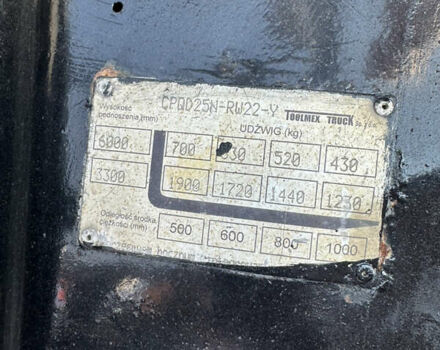 CPQD25N-RW22-Y TOOLMEX TRUCK
Wysokość podnoszenia (mm)
UDŹWIG (kg)
6000 700 630 520 430
3300 1900 1720 1440 1230
Odległość środka ciężkości (mm)
500 600 800 1000